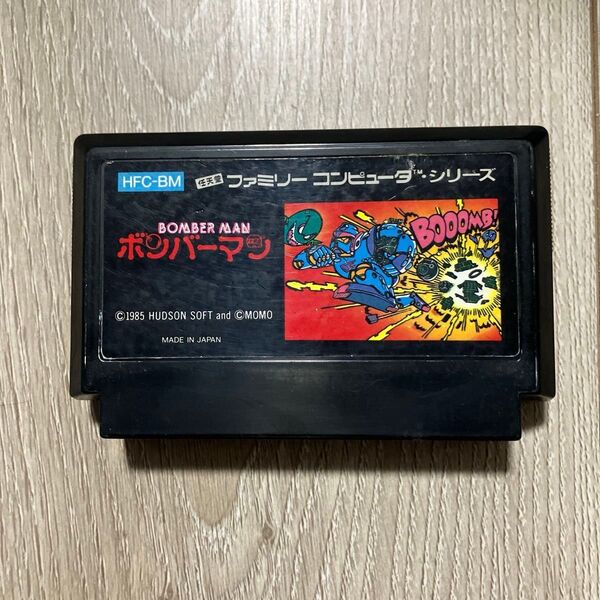 HFC-BM 任天堂 ファミリー コンピュータ™・シリーズ
BOMBER MAN
ボンバーマン
BOOOMB!
©1985 HUDSON SOFT and ©MOMO
MADE IN JAPAN